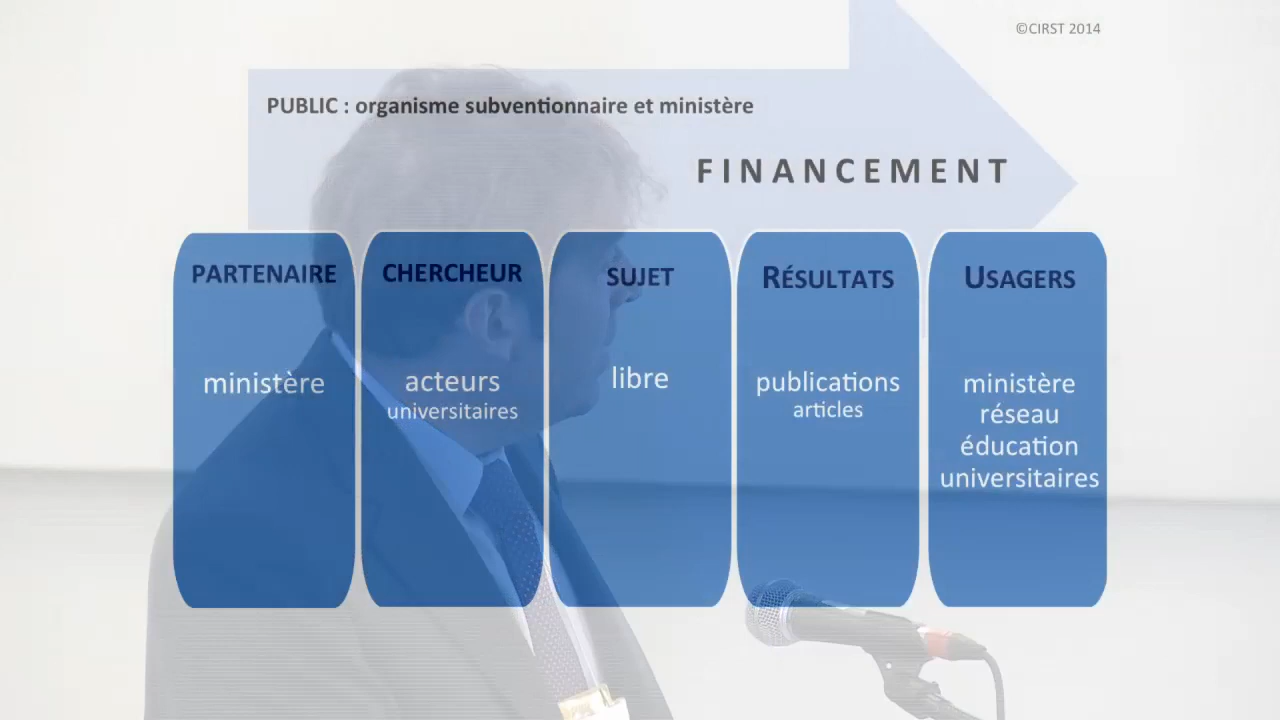 ©CIRST 2014
PUBLIC : organisme subventionnaire et ministère
FINANCEMENT
PARTENAIRE
CHERCHEUR
SUJET
RÉSULTATS
USAGERS
ministère
acteurs
universitaires
libre
publications
articles
ministère
réseau
éducation
universitaires